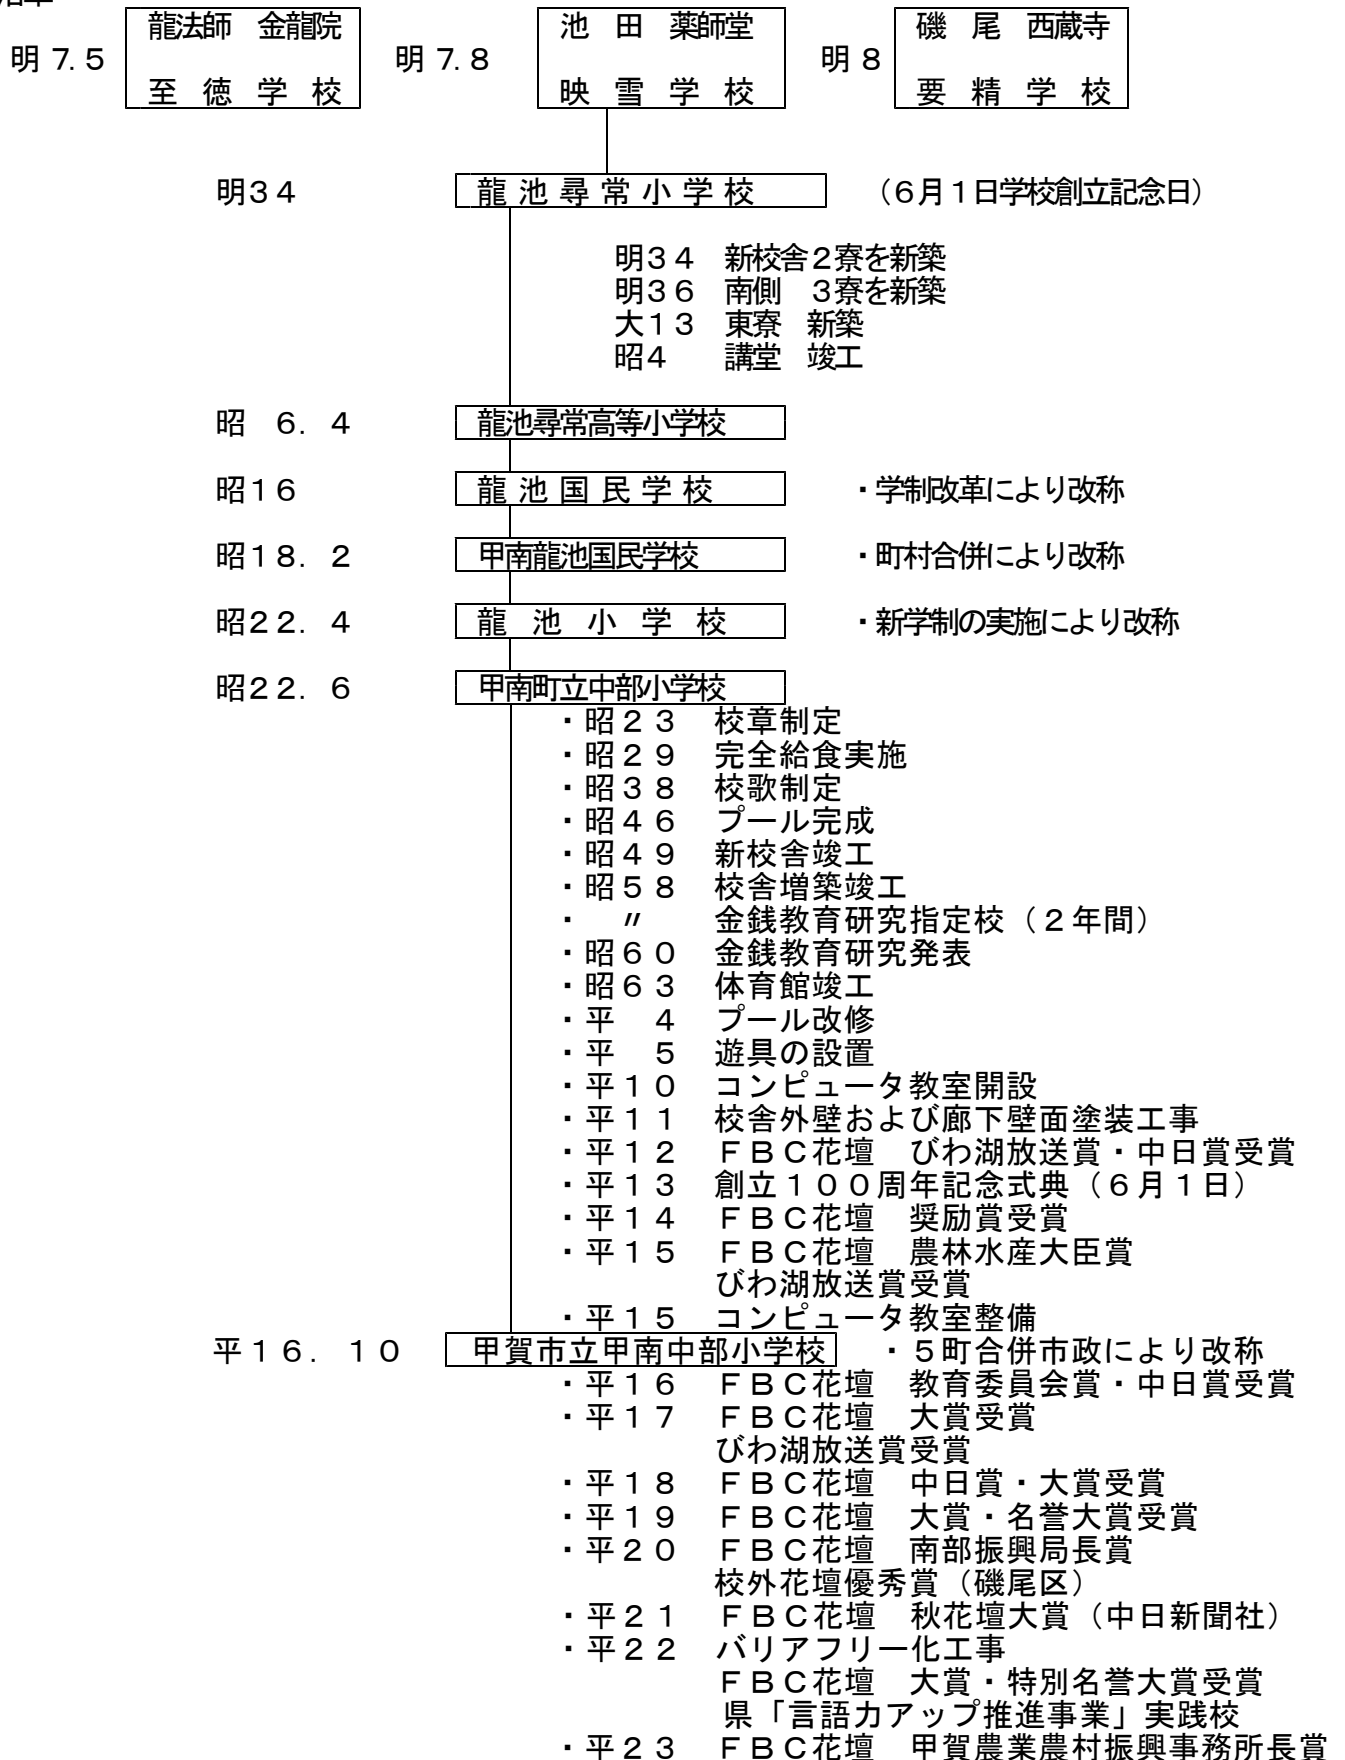 龍法師　金龍院　池　田　薬師堂　磯　尾　西蔵寺
明 7.5　明 7.8　明 8
至　徳　学　校　映　雪　学　校　要　精　学　校
明３４　龍 池 尋 常 小 学 校　（６月１日学校創立記念日）
明３４　新校舎２寮を新築
明３６　南側　３寮を新築
大１３　東寮　新築
昭４　講堂　竣工
昭　６．４　龍池尋常高等小学校
昭１６　龍 池 国 民 学 校　・学制改革により改称
昭１８．２　甲南龍池国民学校　・町村合併により改称
昭２２．４　龍　池　小　学　校　・新学制の実施により改称
昭２２．６　甲南町立中部小学校
・昭２３　校章制定
・昭２９　完全給食実施
・昭３８　校歌制定
・昭４６　プール完成
・昭４９　新校舎竣工
・昭５８　校舎増築竣工
・　〃　金銭教育研究指定校（２年間）
・昭６０　金銭教育研究発表
・昭６３　体育館竣工
・平　４　プール改修
・平　５　遊具の設置
・平１０　コンピュータ教室開設
・平１１　校舎外壁および廊下壁面塗装工事
・平１２　ＦＢＣ花壇　びわ湖放送賞・中日賞受賞
・平１３　創立１００周年記念式典（６月１日）
・平１４　ＦＢＣ花壇　奨励賞受賞
・平１５　ＦＢＣ花壇　農林水産大臣賞
びわ湖放送賞受賞
・平１５　コンピュータ教室整備
平１６．１０　甲賀市立甲南中部小学校　・５町合併市政により改称
・平１６　ＦＢＣ花壇　教育委員会賞・中日賞受賞
・平１７　ＦＢＣ花壇　大賞受賞
びわ湖放送賞受賞
・平１８　ＦＢＣ花壇　中日賞・大賞受賞
・平１９　ＦＢＣ花壇　大賞・名誉大賞受賞
・平２０　ＦＢＣ花壇　南部振興局長賞
校外花壇優秀賞（磯尾区）
・平２１　ＦＢＣ花壇　秋花壇大賞（中日新聞社）
・平２２　バリアフリー化工事
ＦＢＣ花壇　大賞・特別名誉大賞受賞
県「言語力アップ推進事業」実践校
・平２３　ＦＢＣ花壇　甲賀農業農村振興事務所長賞